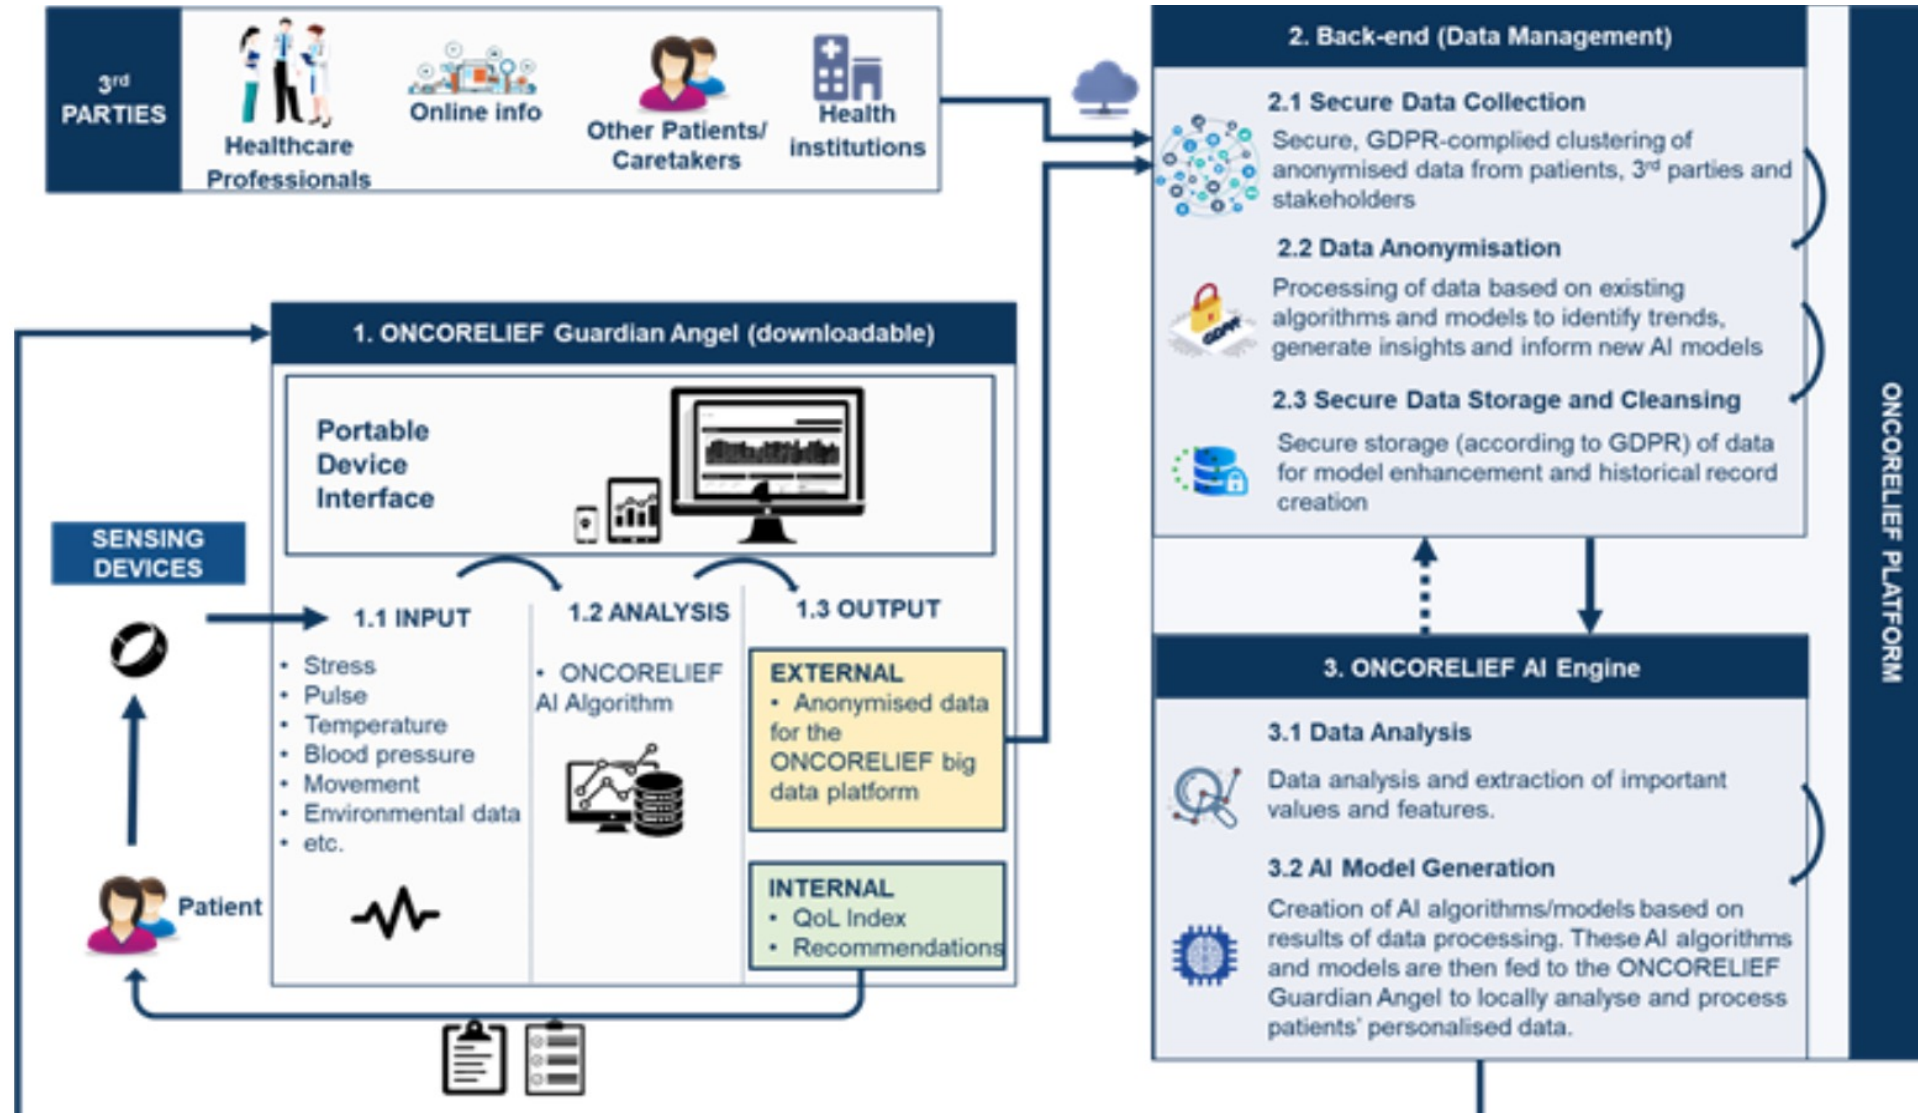 3rd
PARTIES
Healthcare
Professionals
Online info
Other Patients/
Caretakers
Health
institutions
1. ONCORELIEF Guardian Angel (downloadable)
Portable
Device
Interface
SENSING
DEVICES
1.1 INPUT
• Stress
• Pulse
• Temperature
• Blood pressure
• Movement
• Environmental data
• etc.
1.2 ANALYSIS
• ONCORELIEF
AI Algorithm
1.3 OUTPUT
EXTERNAL
• Anonymised data
for the
ONCORELIEF big
data platform
INTERNAL
• QoL Index
• Recommendations
Patient
2. Back-end (Data Management)
2.1 Secure Data Collection
Secure, GDPR-complied clustering of
anonymised data from patients, 3rd parties and
stakeholders
2.2 Data Anonymisation
GDPR
Processing of data based on existing
algorithms and models to identify trends,
generate insights and inform new AI models
2.3 Secure Data Storage and Cleansing
Secure storage (according to GDPR) of data
for model enhancement and historical record
creation
3. ONCORELIEF AI Engine
3.1 Data Analysis
Data analysis and extraction of important
values and features.
3.2 AI Model Generation
Creation of AI algorithms/models based on
results of data processing. These AI algorithms
and models are then fed to the ONCORELIEF
Guardian Angel to locally analyse and process
patients' personalised data.
ONCORELIEF PLATFORM